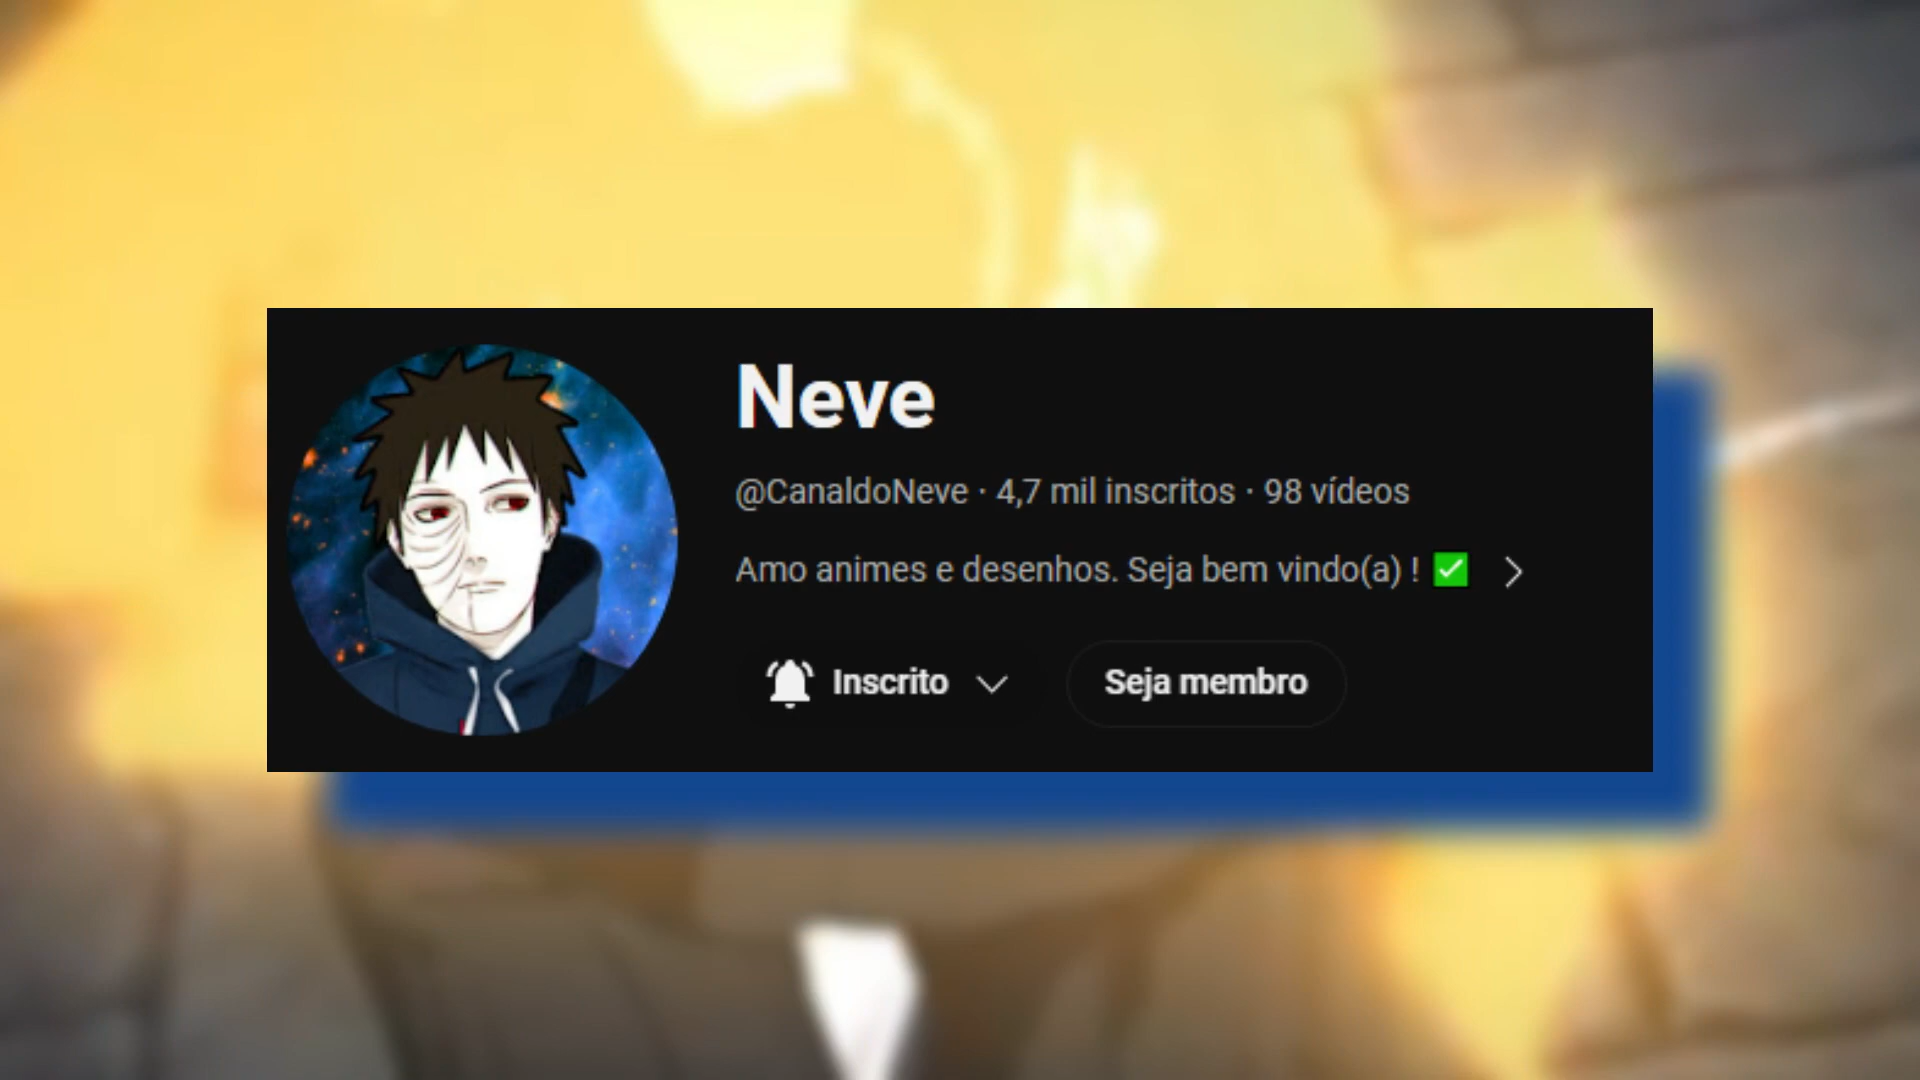 Neve
@CanaldoNeve · 4,7 mil inscritos · 98 vídeos
Amo animes e desenhos. Seja bem vindo(a) ! ✅
Inscrito
Seja membro